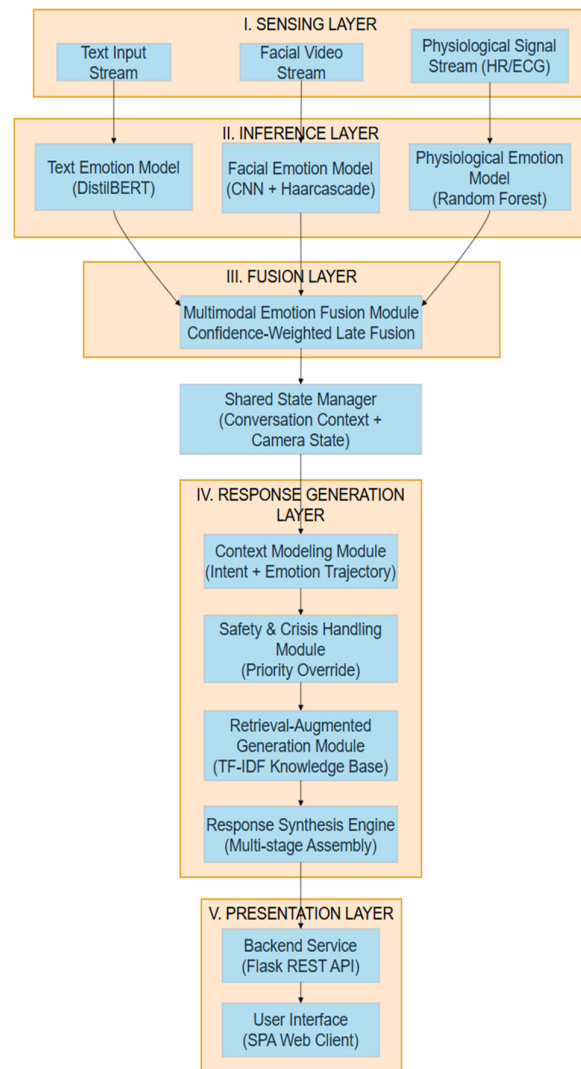 I. SENSING LAYER
Text Input
Stream
Facial Video
Stream
Physiological Signal
Stream (HR/ECG)
II. INFERENCE LAYER
Text Emotion Model
(DistilBERT)
Facial Emotion Model
(CNN + Haarcascade)
Physiological Emotion
Model
(Random Forest)
III. FUSION LAYER
Multimodal Emotion Fusion Module
Confidence-Weighted Late Fusion
Shared State Manager
(Conversation Context +
Camera State)
IV. RESPONSE GENERATION
LAYER
Context Modeling Module
(Intent + Emotion Trajectory)
Safety & Crisis Handling
Module
(Priority Override)
Retrieval-Augmented
Generation Module
(TF-IDF Knowledge Base)
Response Synthesis Engine
(Multi-stage Assembly)
V. PRESENTATION LAYER
Backend Service
(Flask REST API)
User Interface
(SPA Web Client)